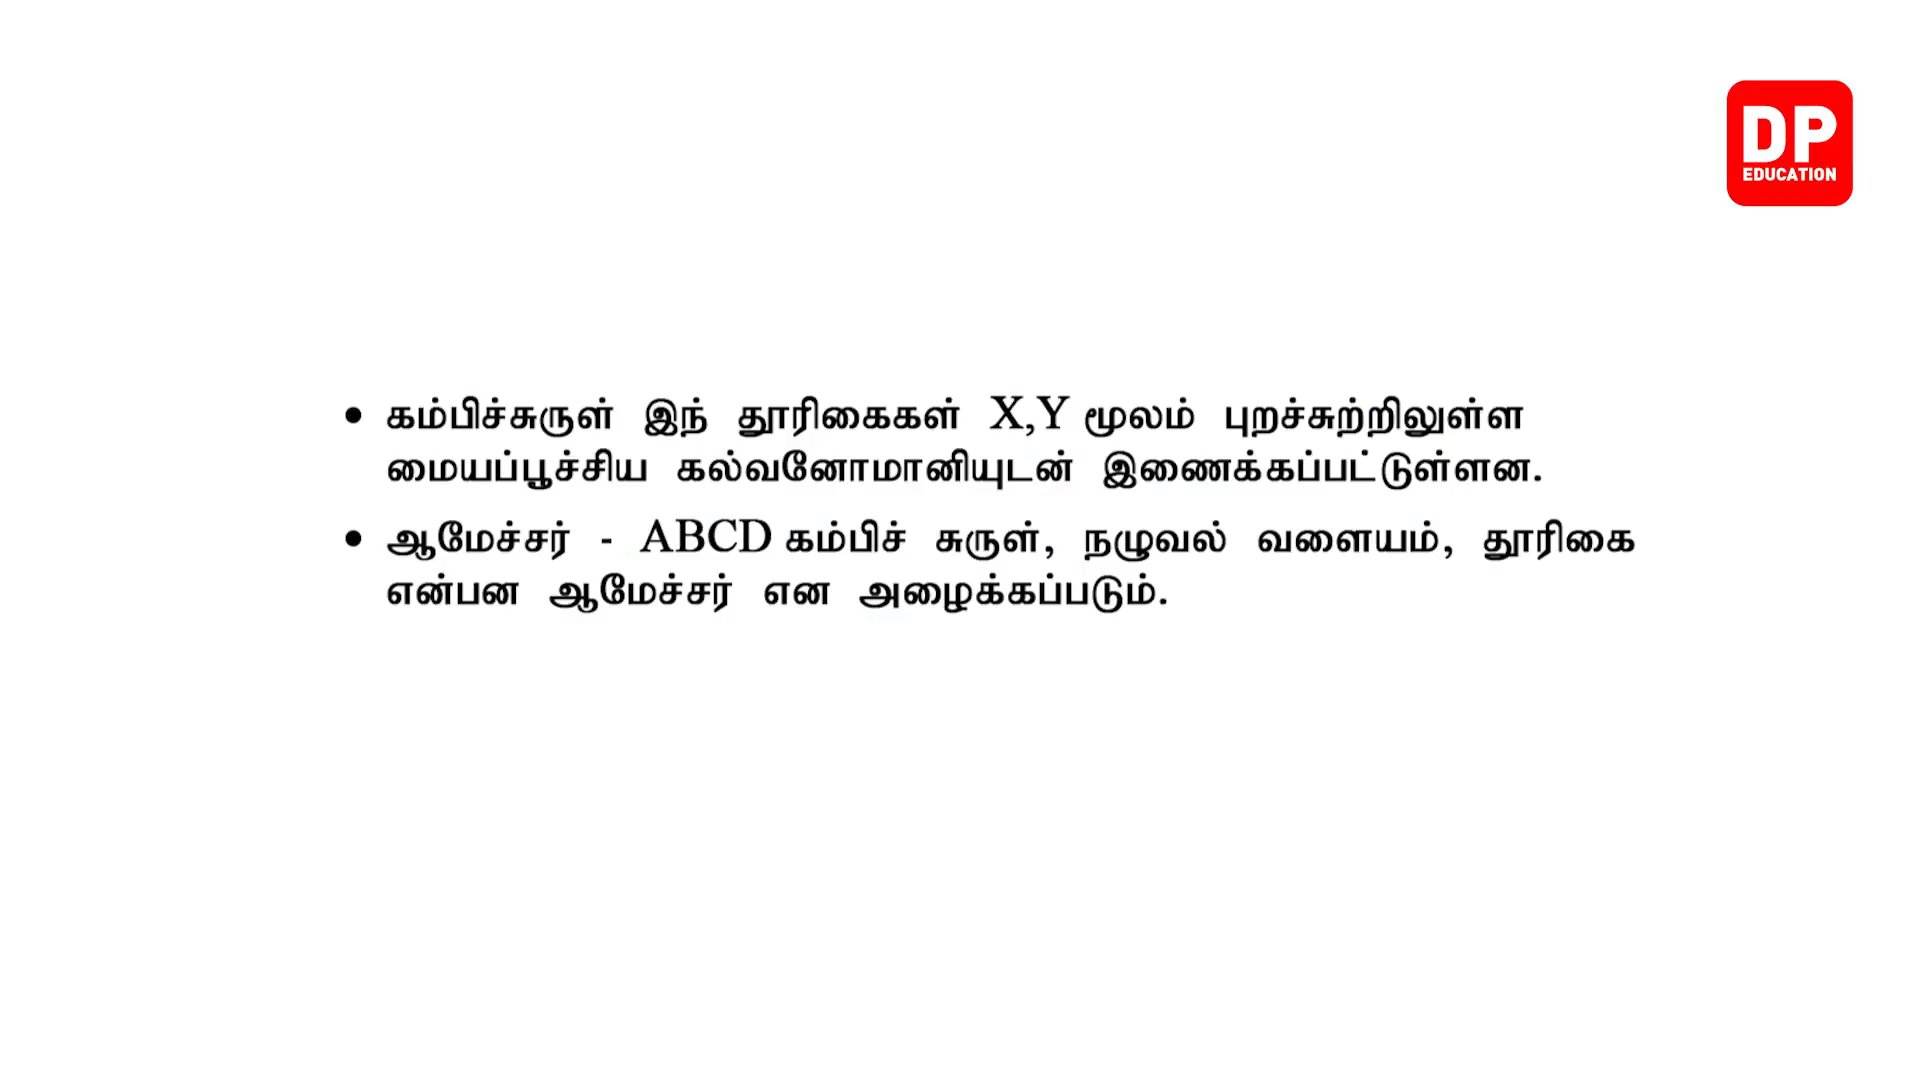 DP
EDUCATION
• கம்பிச்சுருள் இந் தூரிகைகள் X,Y மூலம் புறச்சுற்றிலுள்ள
மையப்பூச்சிய கல்வனோமானியுடன் இணைக்கப்பட்டுள்ளன.
• ஆமேச்சர் - ABCD கம்பிச் சுருள், நழுவல் வளையம், தூரிகை
என்பன ஆமேச்சர் என அழைக்கப்படும்.